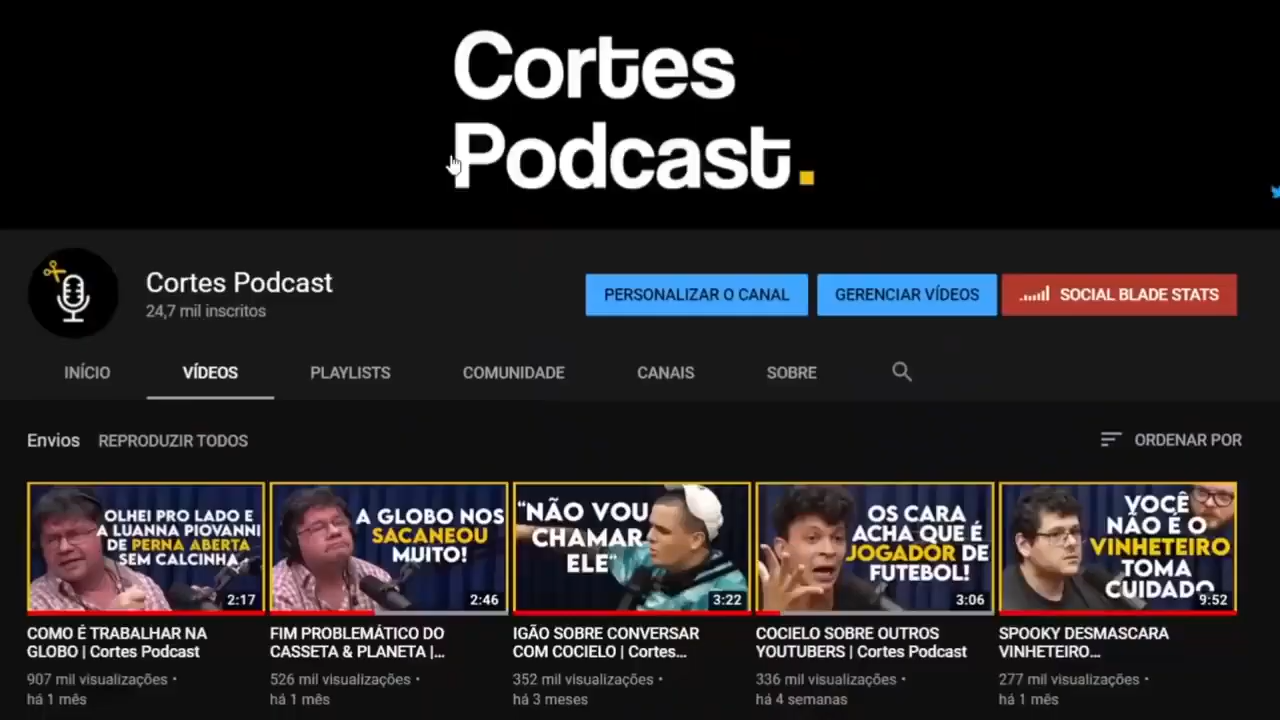 Cortes
Podcast.
Cortes Podcast
24,7 mil inscritos
PERSONALIZAR O CANAL
GERENCIAR VÍDEOS
SOCIAL BLADE STATS
INÍCIO
VÍDEOS
PLAYLISTS
COMUNIDADE
CANAIS
SOBRE
Envios
REPRODUZIR TODOS
ORDENAR POR
OLHEI PRO LADO E
A LUANNA PIOVANNI
DE PERNA ABERTA
SEM CALCINHA
2:17
COMO É TRABALHAR NA
GLOBO | Cortes Podcast
907 mil visualizações •
há 1 mês
A GLOBO NOS
SACANEOU
MUITO!
2:46
FIM PROBLEMÁTICO DO
CASSETA & PLANETA |...
526 mil visualizações •
há 1 mês
"NÃO VOU
CHAMAR
ELE"
3:22
IGÃO SOBRE CONVERSAR
COM COCIELO | Cortes...
352 mil visualizações •
há 3 meses
OS CARA
ACHA QUE É
JOGADOR DE
FUTEBOL!
3:06
COCIELO SOBRE OUTROS
YOUTUBERS | Cortes Podcast
336 mil visualizações •
há 4 semanas
VOCÊ
NÃO É O
VINHETEIRO
TOMA
CUIDADO
9:52
SPOOKY DESMASCARA
VINHETEIRO...
277 mil visualizações •
há 1 mês